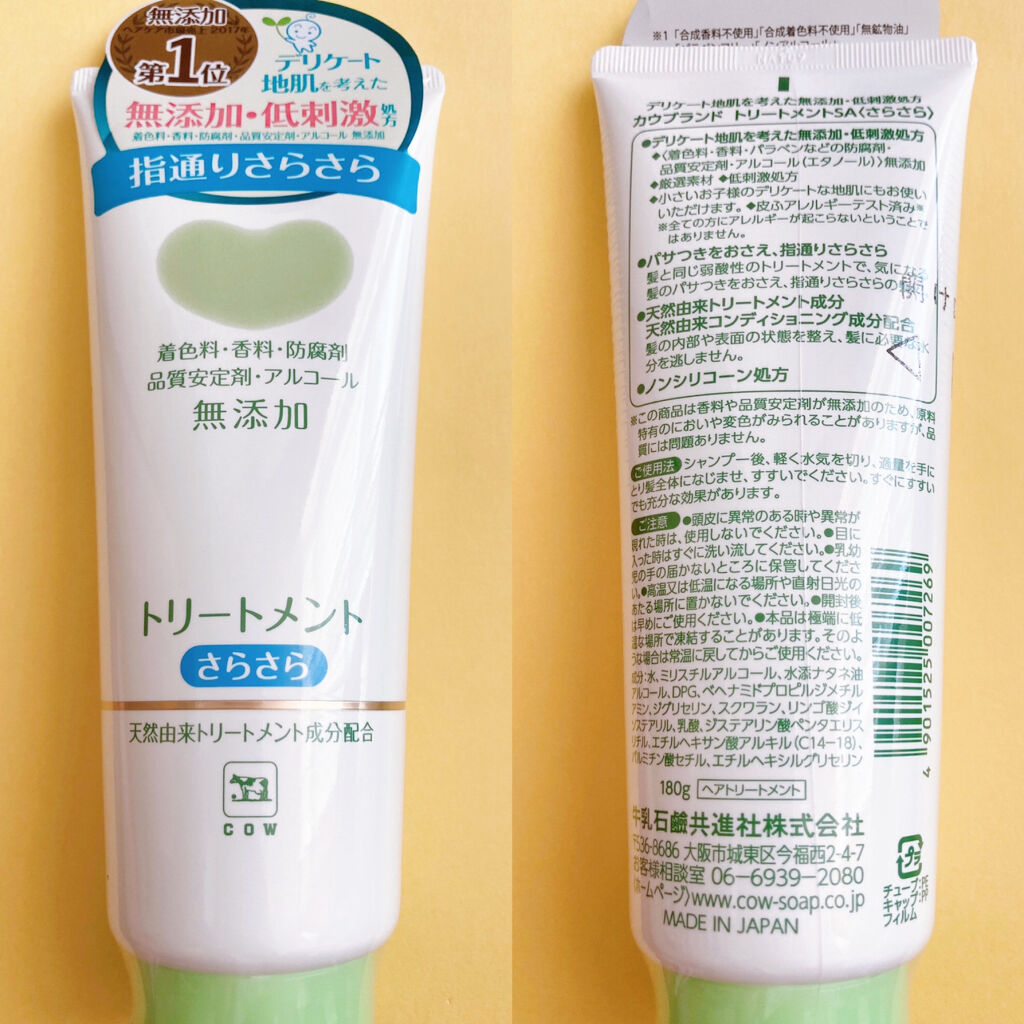 無添加
ヘアケア市場売上 2017年
第1位
デリケート
地肌を考えた
無添加・低刺激処方
着色料・香料・防腐剤・品質安定剤・アルコール 無添加
指通りさらさら
着色料・香料・防腐剤
品質安定剤・アルコール
無添加
トリートメント
さらさら
天然由来トリートメント成分配合
COW
※1「合成香料不使用」「合成着色料不使用」「無鉱物油」
デリケート地肌を考えた無添加・低刺激処方
カウブランド トリートメントSA〈さらさら〉
●デリケート地肌を考えた無添加・低刺激処方
◆〈着色料・香料・パラベンなどの防腐剤・
品質安定剤・アルコール(エタノール)〉無添加
◆厳選素材 ◆低刺激処方
◆小さいお子様のデリケートな地肌にもお使い
いただけます。◆皮ふアレルギーテスト済み※
※全ての方にアレルギーが起こらないということで
はありません。
●パサつきをおさえ、指通りさらさら
髪と同じ弱酸性のトリートメントで、気になる
髪のパサつきをおさえ、指通りさらさらの
●天然由来トリートメント成分
天然由来コンディショニング成分配合
髪の内部や表面の状態を整え、髪に必要な水
分を逃しません。
●ノンシリコーン処方
※この商品は香料や品質安定剤が無添加のため、原料
特有のにおいや変色がみられることがありますが、品
質には問題ありません。
ご使用法 シャンプー後、軽く水気を切り、適量を手に
とり髪全体になじませ、すすいでください。すぐにすすい
でも充分な効果があります。
ご注意 ●頭皮に異常のある時や異常が
現れた時は、使用しないでください。●目に
入った時はすぐに洗い流してください。●乳幼
児の手の届かないところに保管してくださ
い。●高温又は低温になる場所や直射日光の
あたる場所に置かないでください。●開封後
は早めにご使用ください。●本品は極端に低
温な場所で凍結することがあります。そのよ
うな場合は常温に戻してからご使用ください。
成分:水、ミリスチルアルコール、水添ナタネ油
アルコール、DPG、ベヘナミドプロピルジメチル
アミン、ジグリセリン、スクワラン、リンゴ酸ジイ
ソステアリル、乳酸、ジステアリン酸ペンタエリス
リチル、エチルヘキサン酸アルキル(C14-18)、
パルミチン酸セチル、エチルヘキシルグリセリン
4 901525 007269
180g ヘアトリートメント
牛乳石鹼共進社株式会社
〒536-8686 大阪市城東区今福西2-4-7
お客様相談室 06-6939-2080
〈ホームページ〉www.cow-soap.co.jp
MADE IN JAPAN
プラ
チューブ:PE
キャップ:PP
フィルム